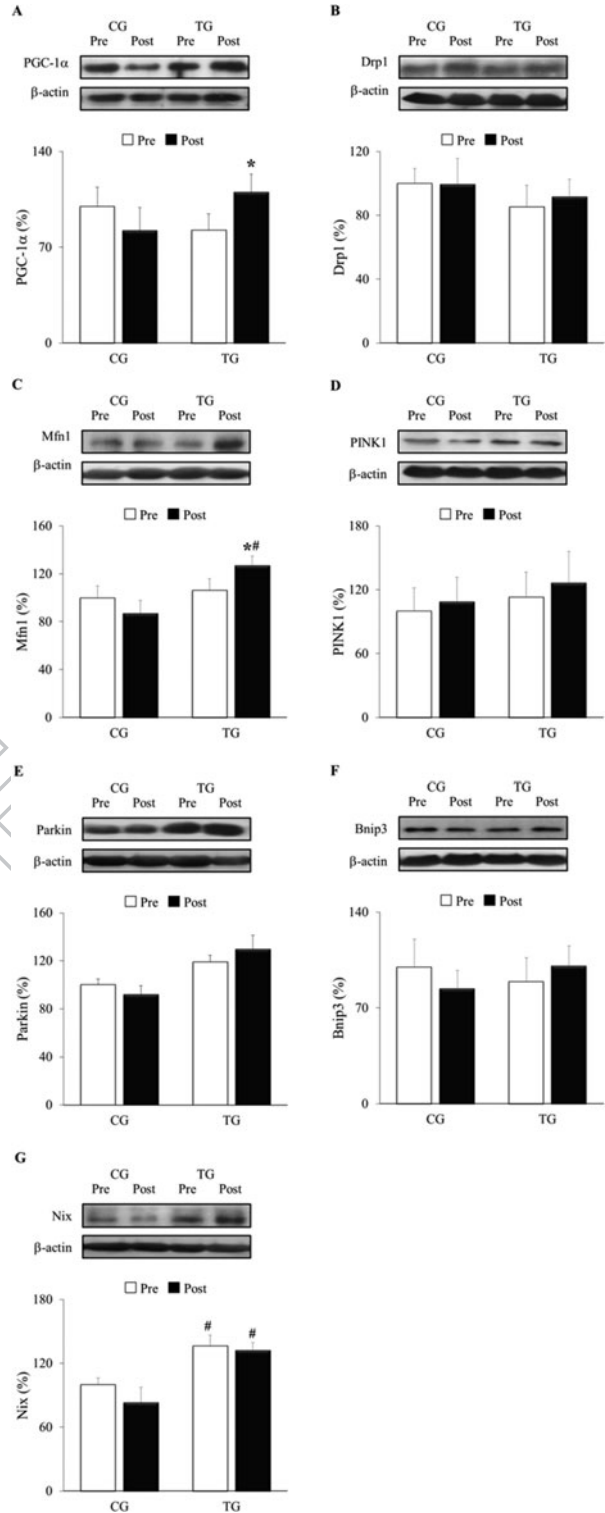 A
CG TG
Pre Post Pre Post
PGC-1α
β-actin
Pre Post
140
*
70
0
PGC-1α (%)
CG TG
B
CG TG
Pre Post Pre Post
Drp1
β-actin
Pre Post
120
80
40
0
Drp1 (%)
CG TG
C
CG TG
Pre Post Pre Post
Mfn1
β-actin
Pre Post
160
*#
120
80
40
0
Mfn1 (%)
CG TG
D
CG TG
Pre Post Pre Post
PINK1
β-actin
Pre Post
180
120
60
0
PINK1 (%)
CG TG
E
CG TG
Pre Post Pre Post
Parkin
β-actin
Pre Post
160
120
80
40
0
Parkin (%)
CG TG
F
CG TG
Pre Post Pre Post
Bnip3
β-actin
Pre Post
140
70
0
Bnip3 (%)
CG TG
G
CG TG
Pre Post Pre Post
Nix
β-actin
Pre Post
180
# #
120
60
0
Nix (%)
CG TG